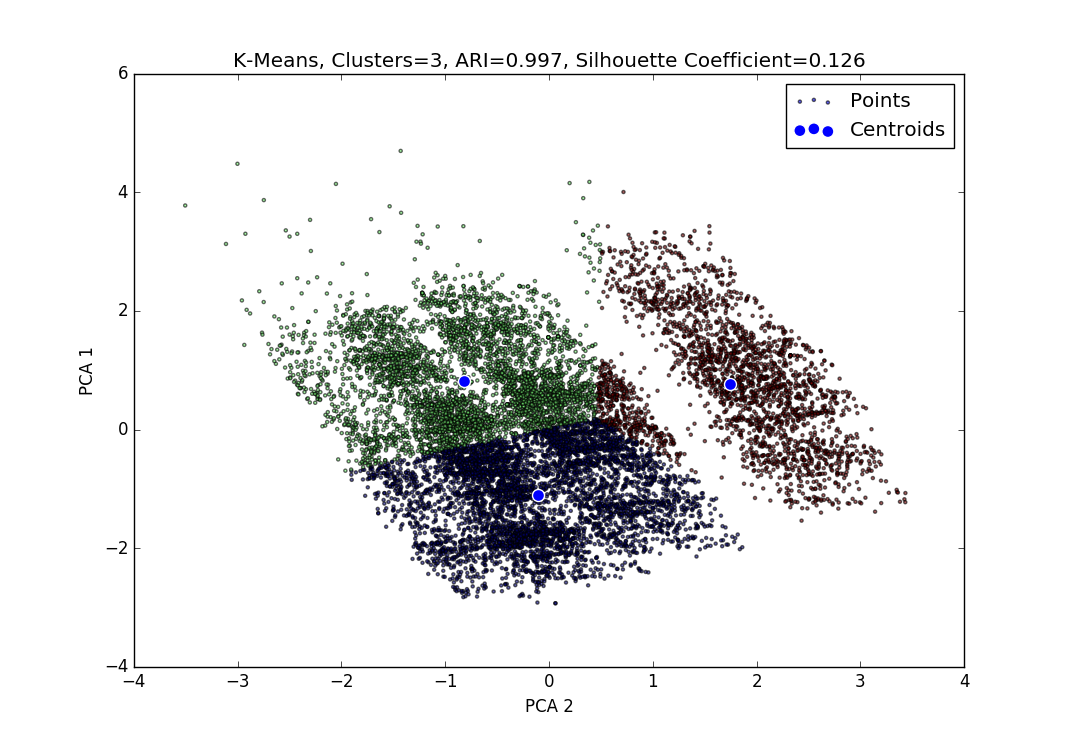 K-Means, Clusters=3, ARI=0.997, Silhouette Coefficient=0.126
Points
Centroids
6
4
2
0
−2
−4
PCA 1
−4 −3 −2 −1 0 1 2 3 4
PCA 2